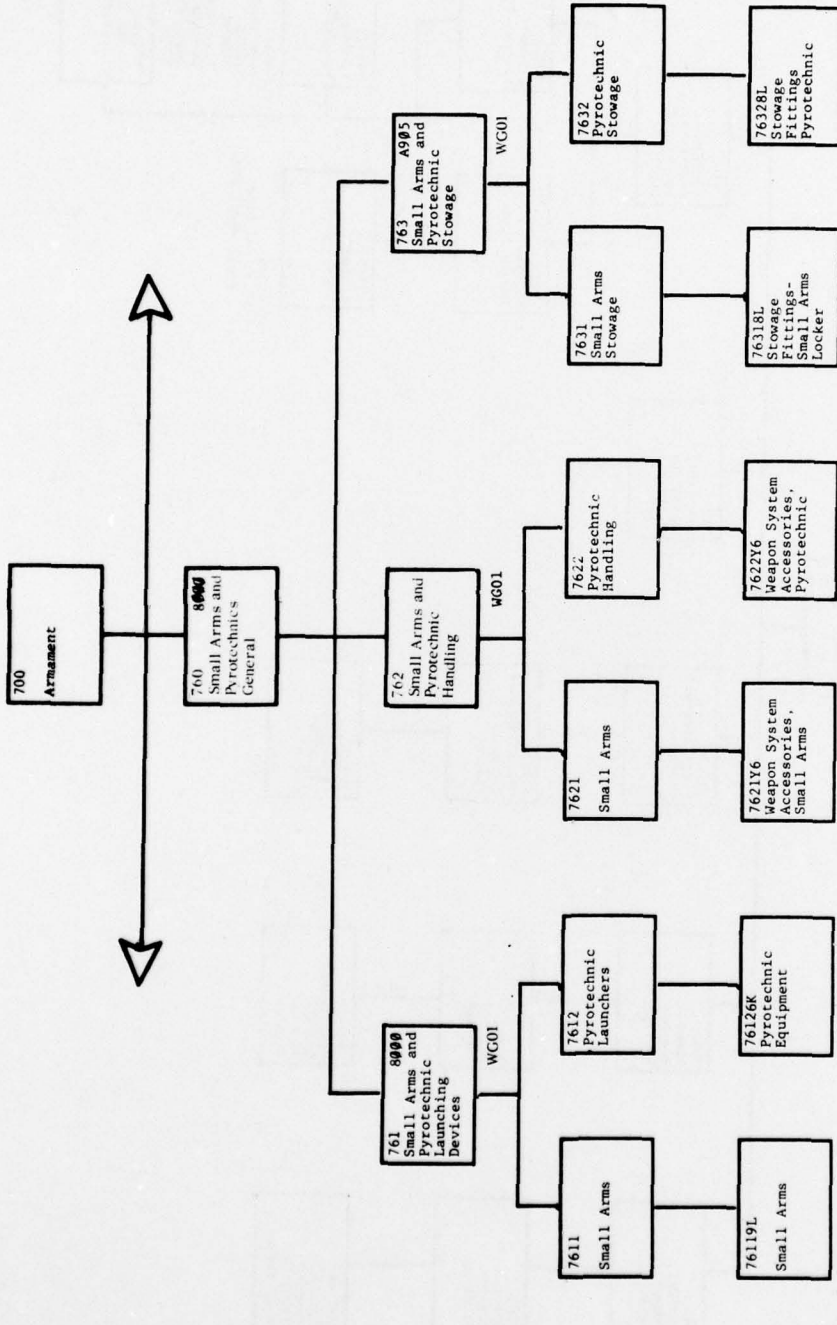 700
Armament
760 8000
Small Arms and
Pyrotechnics
General
761 8000
Small Arms and
Pyrotechnic
Launching
Devices
WG01
762
Small Arms and
Pyrotechnic
Handling
WG01
763 A905
Small Arms and
Pyrotechnic
Stowage
WG01
7611
Small Arms
7612
Pyrotechnic
Launchers
7621
Small Arms
7622
Pyrotechnic
Handling
7631
Small Arms
Stowage
7632
Pyrotechnic
Stowage
76119L
Small Arms
76126K
Pyrotechnic
Equipment
7621Y6
Weapon System
Accessories,
Small Arms
7622Y6
Weapon System
Accessories,
Pyrotechnic
76318L
Stowage
Fittings-
Small Arms
Locker
76328L
Stowage
Fittings
Pyrotechnic